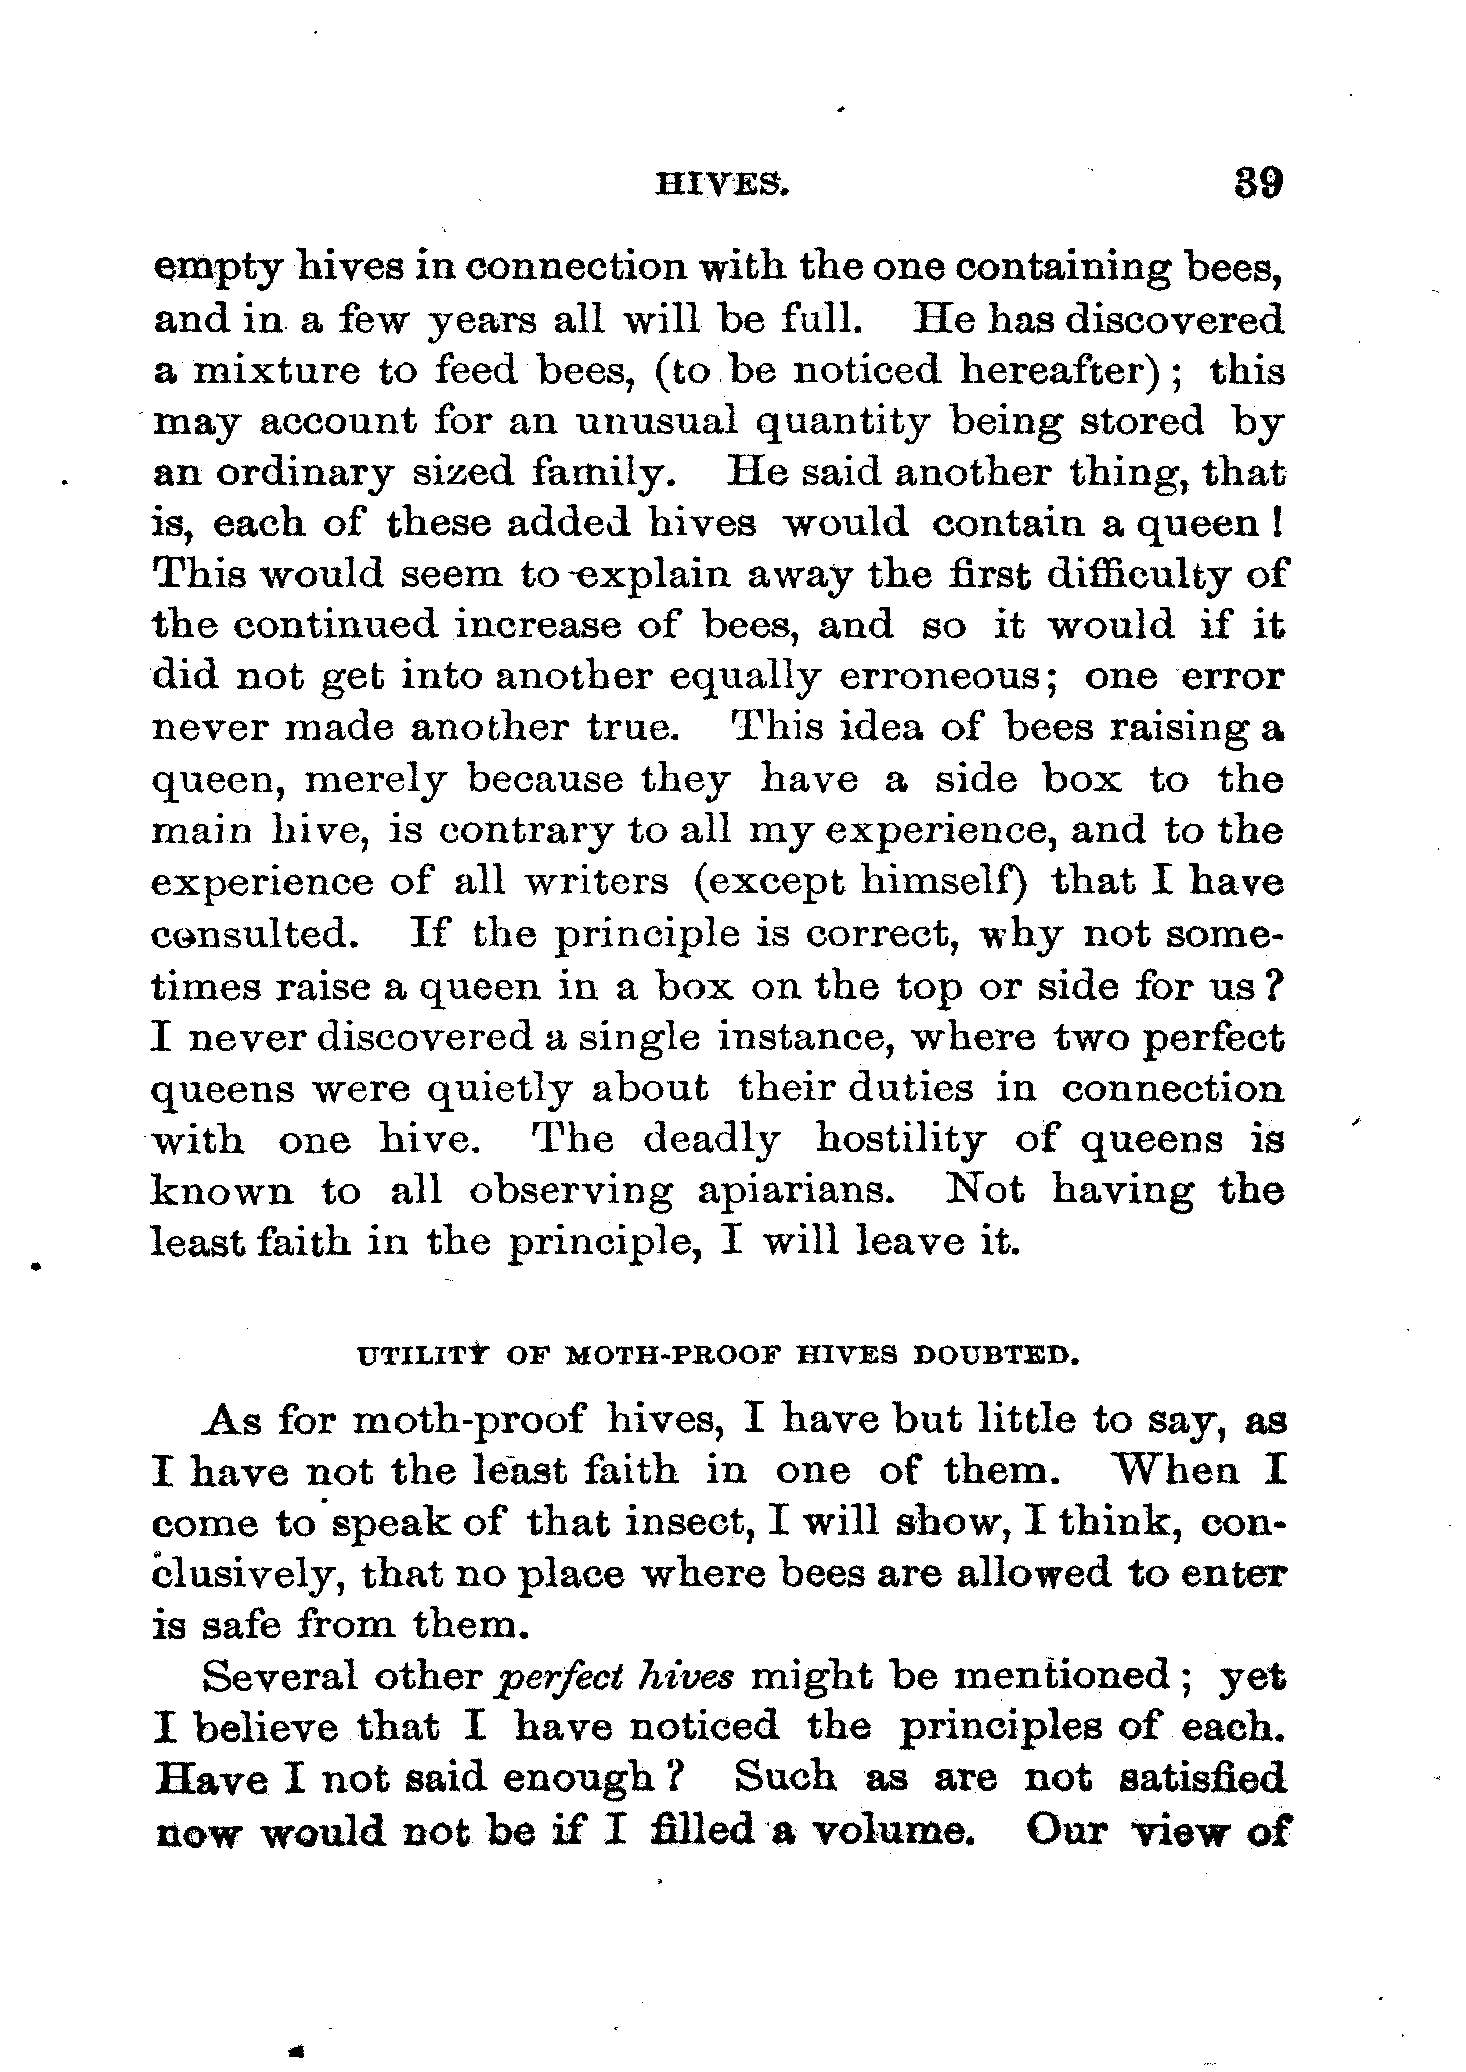 HIVES. 39
empty hives in connection with the one containing bees,
and in a few years all will be full. He has discovered
a mixture to feed bees, (to be noticed hereafter); this
may account for an unusual quantity being stored by
an ordinary sized family. He said another thing, that
is, each of these added hives would contain a queen!
This would seem to explain away the first difficulty of
the continued increase of bees, and so it would if it
did not get into another equally erroneous; one error
never made another true. This idea of bees raising a
queen, merely because they have a side box to the
main hive, is contrary to all my experience, and to the
experience of all writers (except himself) that I have
consulted. If the principle is correct, why not some-
times raise a queen in a box on the top or side for us?
I never discovered a single instance, where two perfect
queens were quietly about their duties in connection
with one hive. The deadly hostility of queens is
known to all observing apiarians. Not having the
least faith in the principle, I will leave it.
UTILITY OF MOTH-PROOF HIVES DOUBTED.
As for moth-proof hives, I have but little to say, as
I have not the least faith in one of them. When I
come to speak of that insect, I will show, I think, con-
clusively, that no place where bees are allowed to enter
is safe from them.
Several other perfect hives might be mentioned; yet
I believe that I have noticed the principles of each.
Have I not said enough? Such as are not satisfied
now would not be if I filled a volume. Our view of